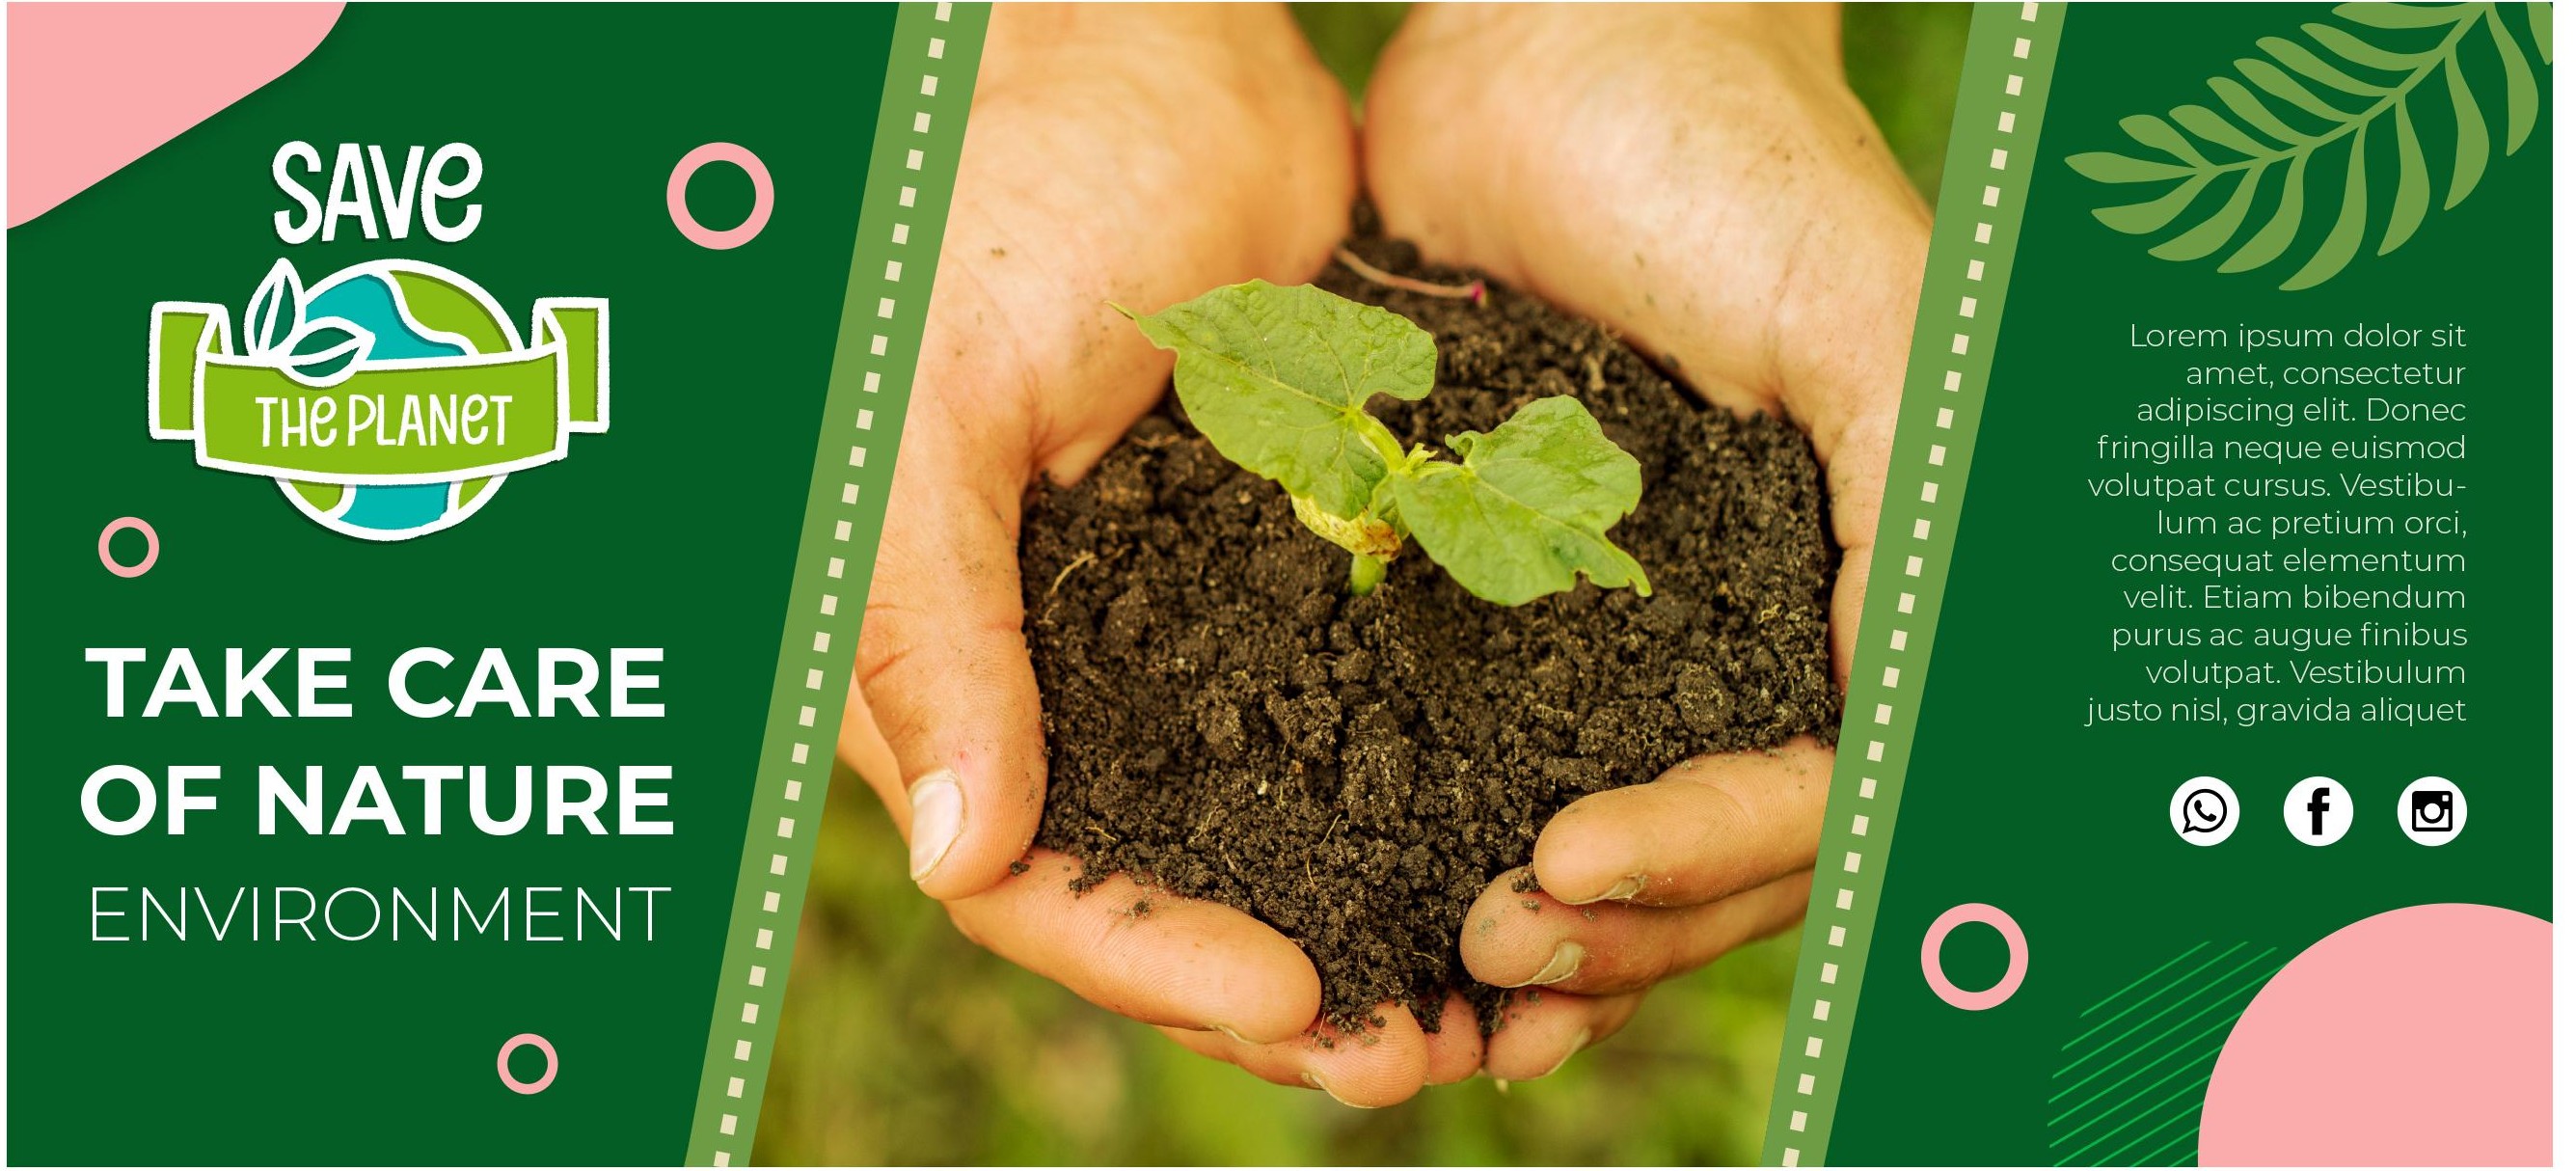 SAVe
THe PLANeT
TAKE CARE
OF NATURE
ENVIRONMENT
Lorem ipsum dolor sit
amet, consectetur
adipiscing elit. Donec
fringilla neque euismod
volutpat cursus. Vestibu-
lum ac pretium orci,
consequat elementum
velit. Etiam bibendum
purus ac augue finibus
volutpat. Vestibulum
justo nisl, gravida aliquet